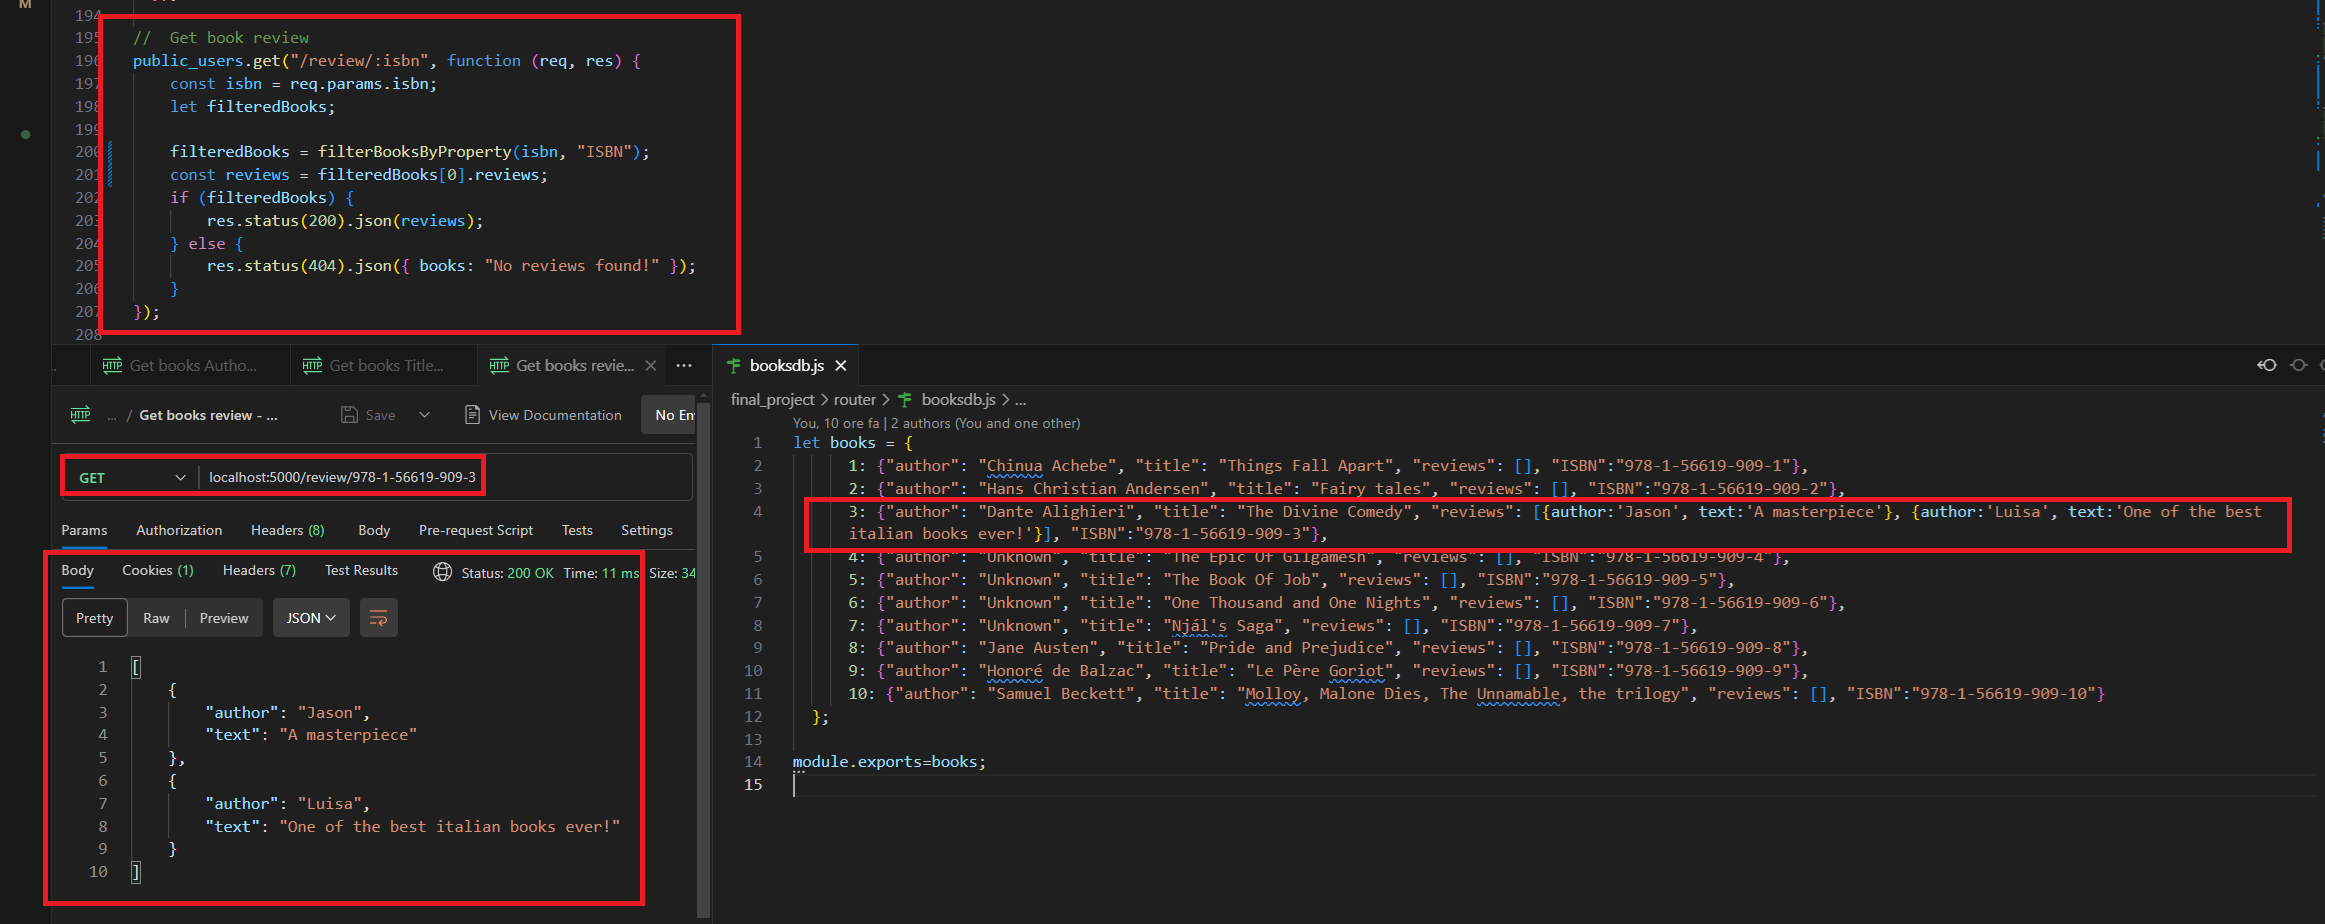 M
194
195 //  Get book review
196 public_users.get("/review/:isbn", function (req, res) {
197 const isbn = req.params.isbn;
198 let filteredBooks;
199
200 filteredBooks = filterBooksByProperty(isbn, "ISBN");
201 const reviews = filteredBooks[0].reviews;
202 if (filteredBooks) {
203 res.status(200).json(reviews);
204 } else {
205 res.status(404).json({ books: "No reviews found!" });
206 }
207 });
208
HTTP Get books Autho...
HTTP Get books Title...
HTTP Get books revie...
HTTP ... / Get books review - ...
Save
View Documentation
No En
GET
localhost:5000/review/978-1-56619-909-3
Params Authorization Headers (8) Body Pre-request Script Tests Settings
Body Cookies (1) Headers (7) Test Results Status: 200 OK Time: 11 ms Size: 34
Pretty Raw Preview JSON
1 [
2 {
3 "author": "Jason",
4 "text": "A masterpiece"
5 },
6 {
7 "author": "Luisa",
8 "text": "One of the best italian books ever!"
9 }
10 ]
booksdb.js
final_project > router > booksdb.js > ...
You, 10 ore fa | 2 authors (You and one other)
1 let books = {
2 1: {"author": "Chinua Achebe", "title": "Things Fall Apart", "reviews": [], "ISBN":"978-1-56619-909-1"},
3 2: {"author": "Hans Christian Andersen", "title": "Fairy tales", "reviews": [], "ISBN":"978-1-56619-909-2"},
4 3: {"author": "Dante Alighieri", "title": "The Divine Comedy", "reviews": [{author:'Jason', text:'A masterpiece'}, {author:'Luisa', text:'One of the best
italian books ever!'}], "ISBN":"978-1-56619-909-3"},
5 4: {"author": "Unknown", "title": "The Epic Of Gilgamesh", "reviews": [], "ISBN":"978-1-56619-909-4"},
6 5: {"author": "Unknown", "title": "The Book Of Job", "reviews": [], "ISBN":"978-1-56619-909-5"},
7 6: {"author": "Unknown", "title": "One Thousand and One Nights", "reviews": [], "ISBN":"978-1-56619-909-6"},
8 7: {"author": "Unknown", "title": "Njál's Saga", "reviews": [], "ISBN":"978-1-56619-909-7"},
9 8: {"author": "Jane Austen", "title": "Pride and Prejudice", "reviews": [], "ISBN":"978-1-56619-909-8"},
10 9: {"author": "Honoré de Balzac", "title": "Le Père Goriot", "reviews": [], "ISBN":"978-1-56619-909-9"},
11 10: {"author": "Samuel Beckett", "title": "Molloy, Malone Dies, The Unnamable, the trilogy", "reviews": [], "ISBN":"978-1-56619-909-10"}
12 };
13
14 module.exports=books;
15